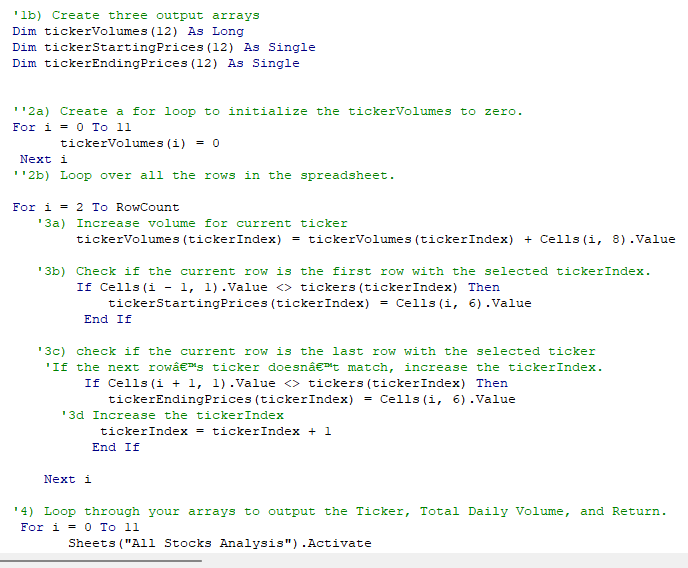 '1b) Create three output arrays
Dim tickerVolumes(12) As Long
Dim tickerStartingPrices(12) As Single
Dim tickerEndingPrices(12) As Single
''2a) Create a for loop to initialize the tickerVolumes to zero.
For i = 0 To 11
tickerVolumes(i) = 0
Next i
''2b) Loop over all the rows in the spreadsheet.
For i = 2 To RowCount
'3a) Increase volume for current ticker
tickerVolumes(tickerIndex) = tickerVolumes(tickerIndex) + Cells(i, 8).Value
'3b) Check if the current row is the first row with the selected tickerIndex.
If Cells(i - 1, 1).Value <> tickers(tickerIndex) Then
tickerStartingPrices(tickerIndex) = Cells(i, 6).Value
End If
'3c) check if the current row is the last row with the selected ticker
'If the next rowâ€™s ticker doesnâ€™t match, increase the tickerIndex.
If Cells(i + 1, 1).Value <> tickers(tickerIndex) Then
tickerEndingPrices(tickerIndex) = Cells(i, 6).Value
'3d Increase the tickerIndex
tickerIndex = tickerIndex + 1
End If
Next i
'4) Loop through your arrays to output the Ticker, Total Daily Volume, and Return.
For i = 0 To 11
Sheets("All Stocks Analysis").Activate